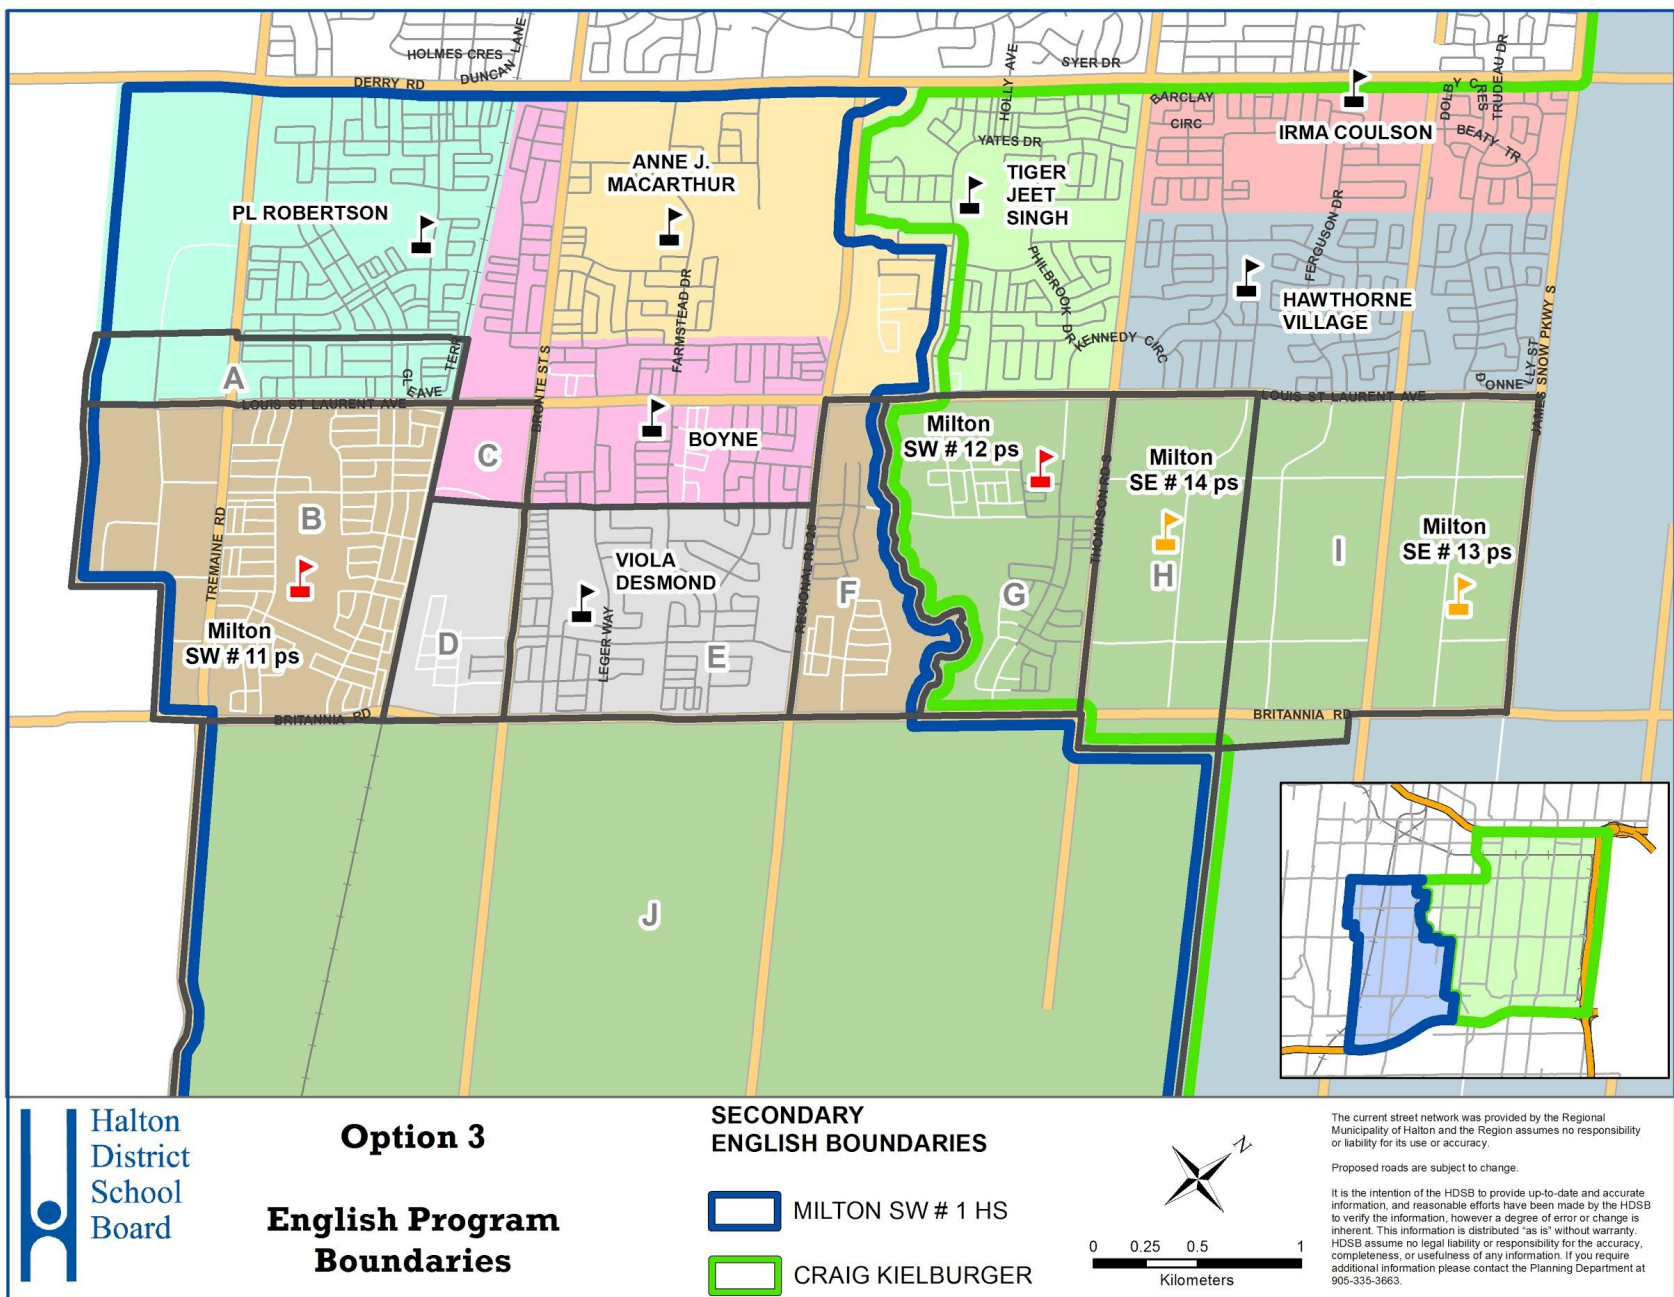 HOLMES CRES
DUNCAN LANE
DERRY RD
HOLLY AVE
SYER DR
BARCLAY
CIRC
DOLBY CRES
TRUDEAU DR
BEATY TR
IRMA COULSON
YATES DR
ANNE J.
MACARTHUR
TIGER
JEET
SINGH
PL ROBERTSON
FERGUSON DR
PHILBROOK DR
HAWTHORNE
VILLAGE
FARMSTEAD DR
KENNEDY CIRC
JAMES SNOW PKWY S
BRONTE ST S
GLEAVE TERR
A
DONNELLY ST
LOUIS ST LAURENT AVE
LOUIS ST LAURENT AVE
Milton
SW # 12 ps
BOYNE
C
Milton
SE # 14 ps
THOMPSON RD S
B
TREMAINE RD
Milton
SE # 13 ps
I
H
VIOLA
DESMOND
REGIONAL RD 25
F
G
Milton
SW # 11 ps
D
LEGER WAY
E
BRITANNIA RD
BRITANNIA RD
J
Halton
District
School
Board
Option 3
English Program
Boundaries
SECONDARY
ENGLISH BOUNDARIES
MILTON SW # 1 HS
CRAIG KIELBURGER
N
0 0.25 0.5 1
Kilometers
The current street network was provided by the Regional
Municipality of Halton and the Region assumes no responsibility
or liability for its use or accuracy.
Proposed roads are subject to change.
It is the intention of the HDSB to provide up-to-date and accurate
information, and reasonable efforts have been made by the HDSB
to verify the information, however a degree of error or change is
inherent. This information is distributed "as is" without warranty.
HDSB assume no legal liability or responsibility for the accuracy,
completeness, or usefulness of any information. If you require
additional information please contact the Planning Department at
905-335-3663.